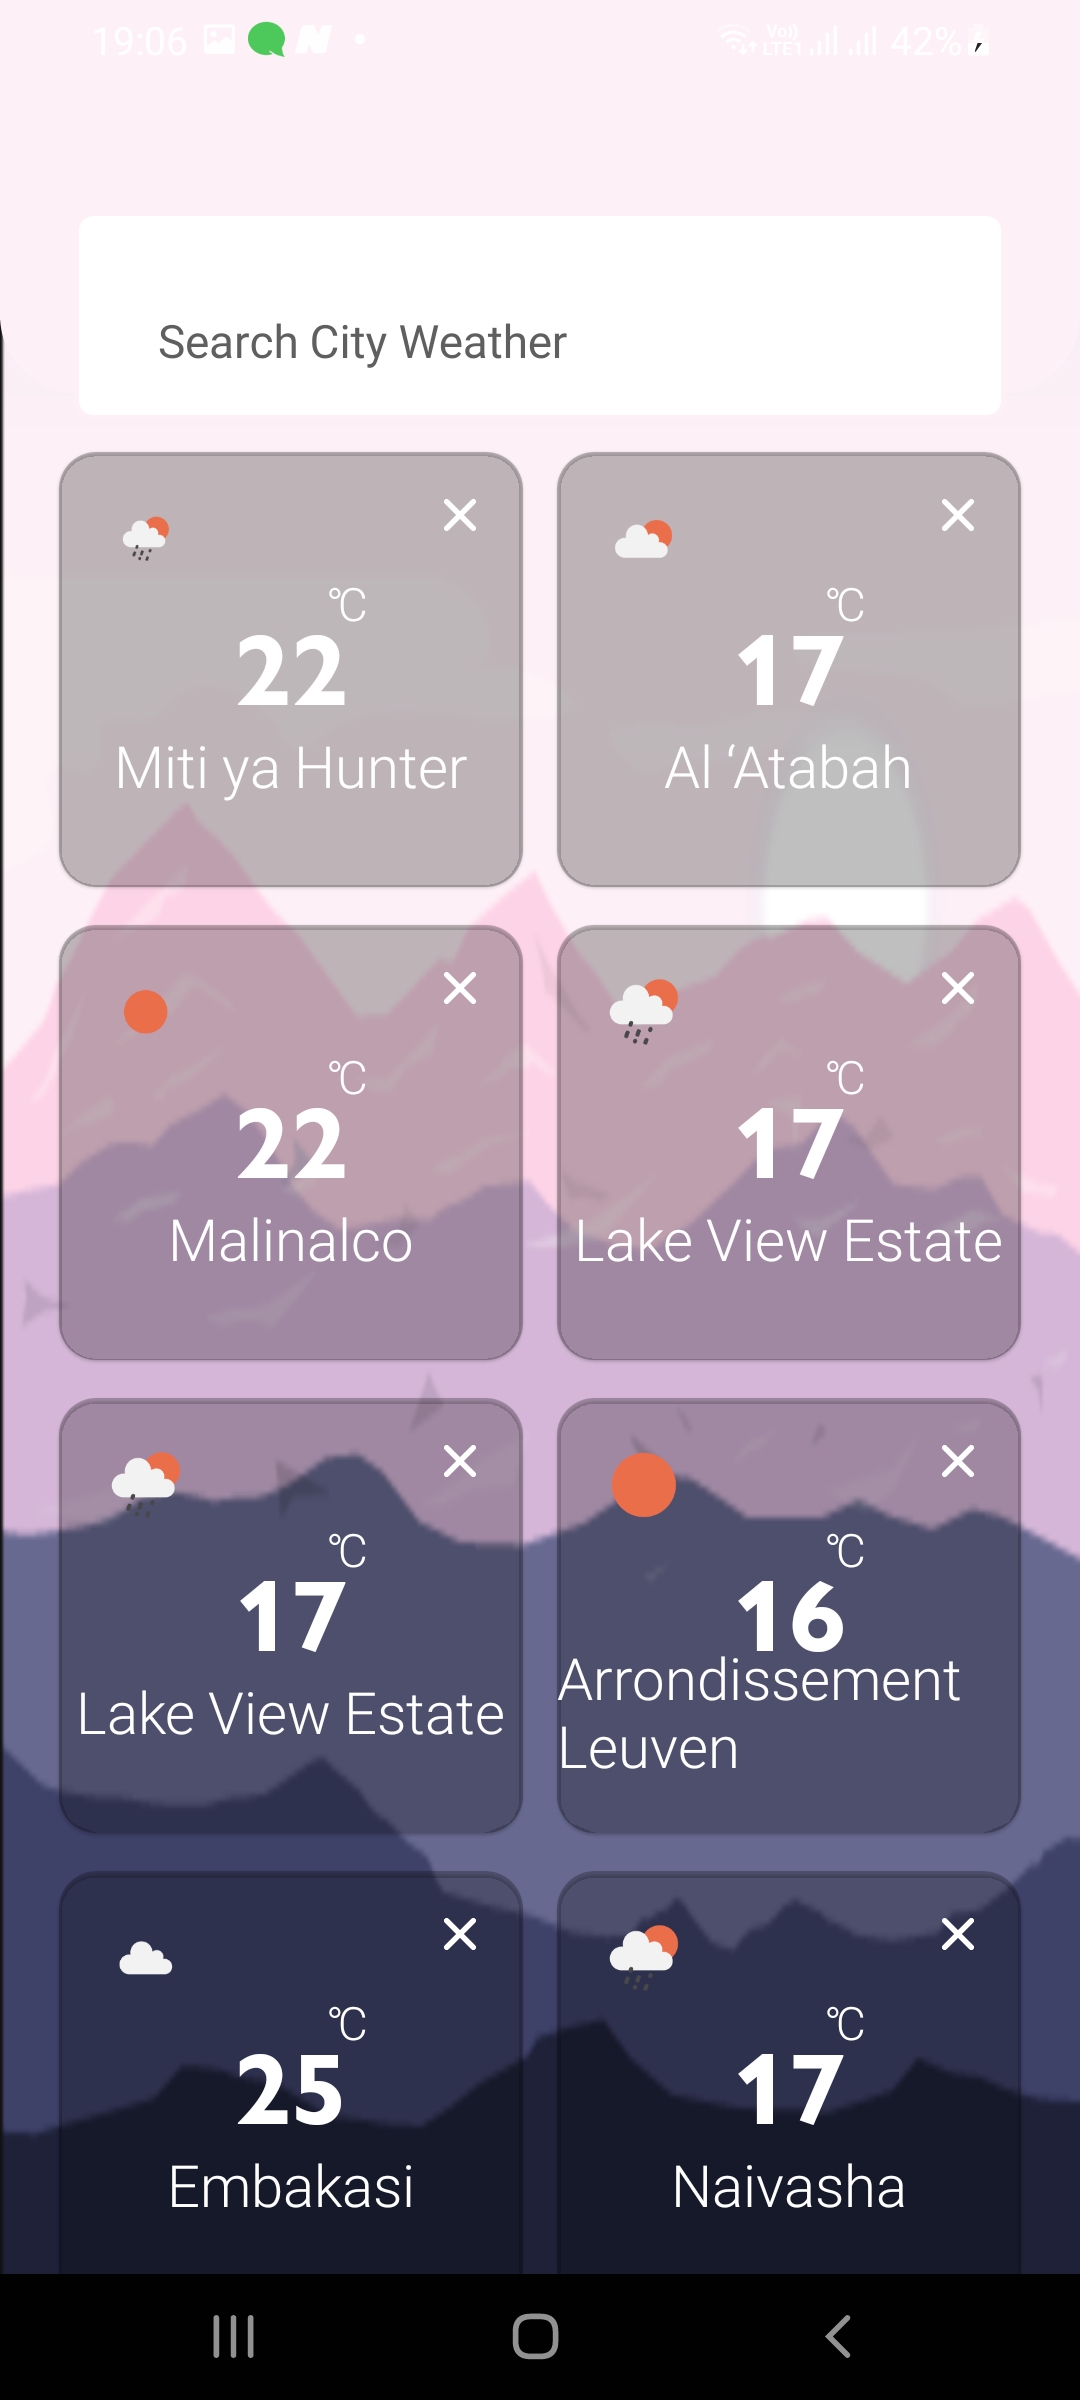 19:06
Vo))
LTE1
42%
Search City Weather
°C
22
Miti ya Hunter
°C
17
Al ‘Atabah
°C
22
Malinalco
°C
17
Lake View Estate
°C
17
Lake View Estate
°C
16
Arrondissement
Leuven
°C
25
Embakasi
°C
17
Naivasha